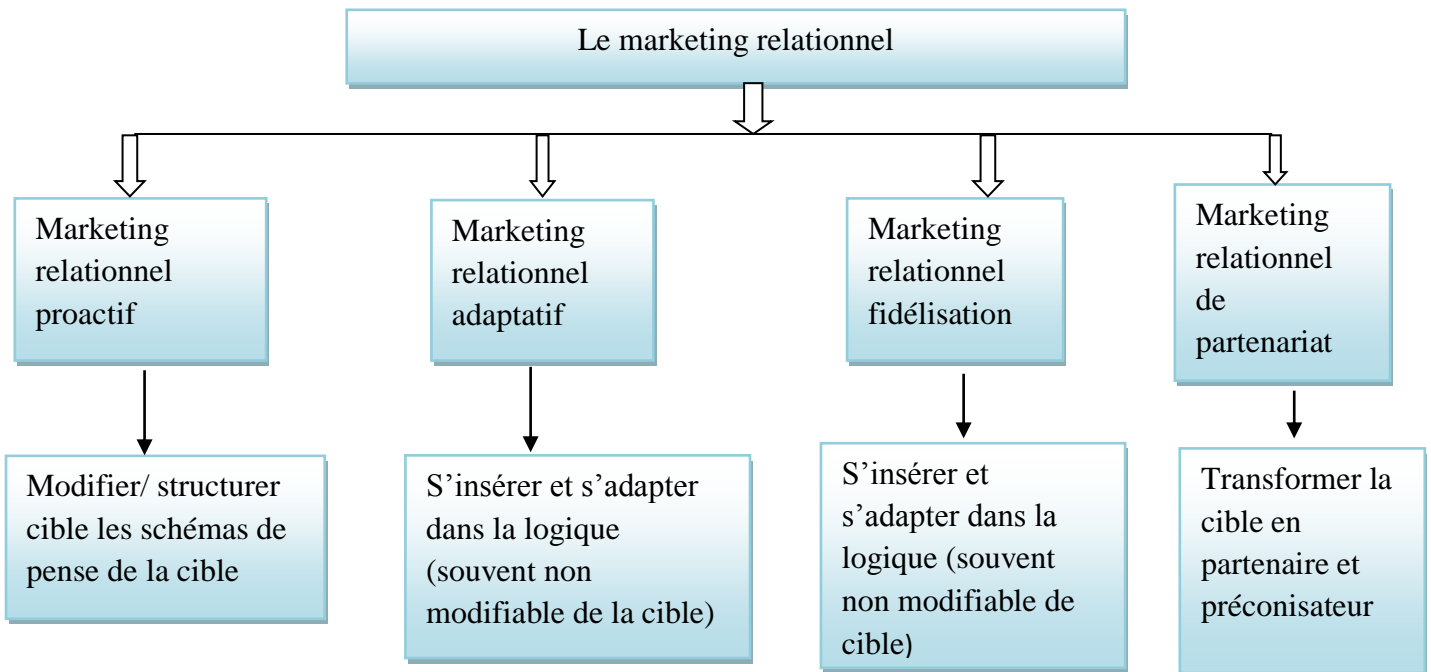 Le marketing relationnel
Marketing
relationnel
proactif
Marketing
relationnel
adaptatif
Marketing
relationnel
fidélisation
Marketing
relationnel
de
partenariat
Modifier/ structurer
cible les schémas de
pense de la cible
S’insérer et s’adapter
dans la logique
(souvent non
modifiable de la cible)
S’insérer et
s’adapter dans la
logique (souvent
non modifiable de
cible)
Transformer la
cible en
partenaire et
préconisateur